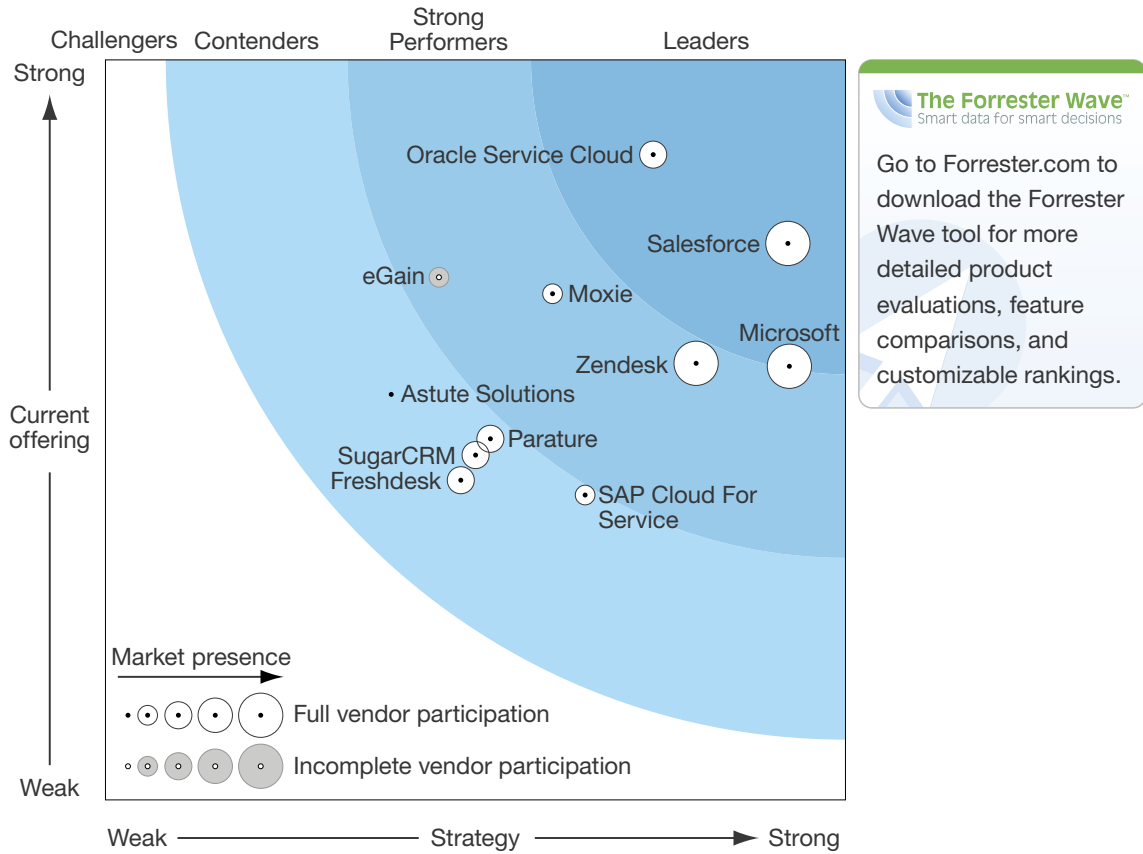 Challengers
Contenders
Strong
Performers
Leaders
Strong
Current
offering
Weak
Oracle Service Cloud
Salesforce
eGain
Moxie
Microsoft
Zendesk
Astute Solutions
Parature
SugarCRM
Freshdesk
SAP Cloud For
Service
Market presence
Full vendor participation
Incomplete vendor participation
Weak
Strategy
Strong
The Forrester Wave™
Smart data for smart decisions
Go to Forrester.com to
download the Forrester
Wave tool for more
detailed product
evaluations, feature
comparisons, and
customizable rankings.